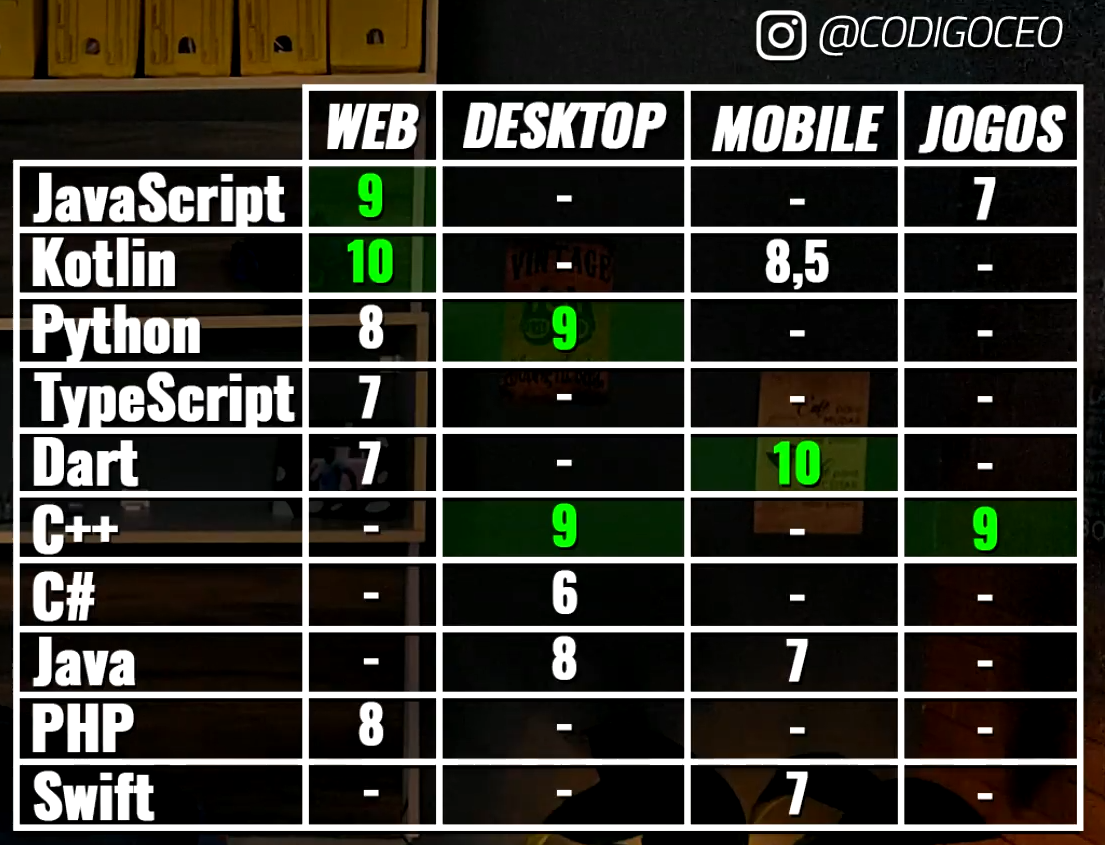 @CODIGOCEO
WEB DESKTOP MOBILE JOGOS
JavaScript 9 - - 7
Kotlin 10 - 8,5 -
Python 8 9 - -
TypeScript 7 - - -
Dart 7 - 10 -
C++ - 9 - 9
C# - 6 - -
Java - 8 7 -
PHP 8 - - -
Swift - - 7 -
VINTAGE